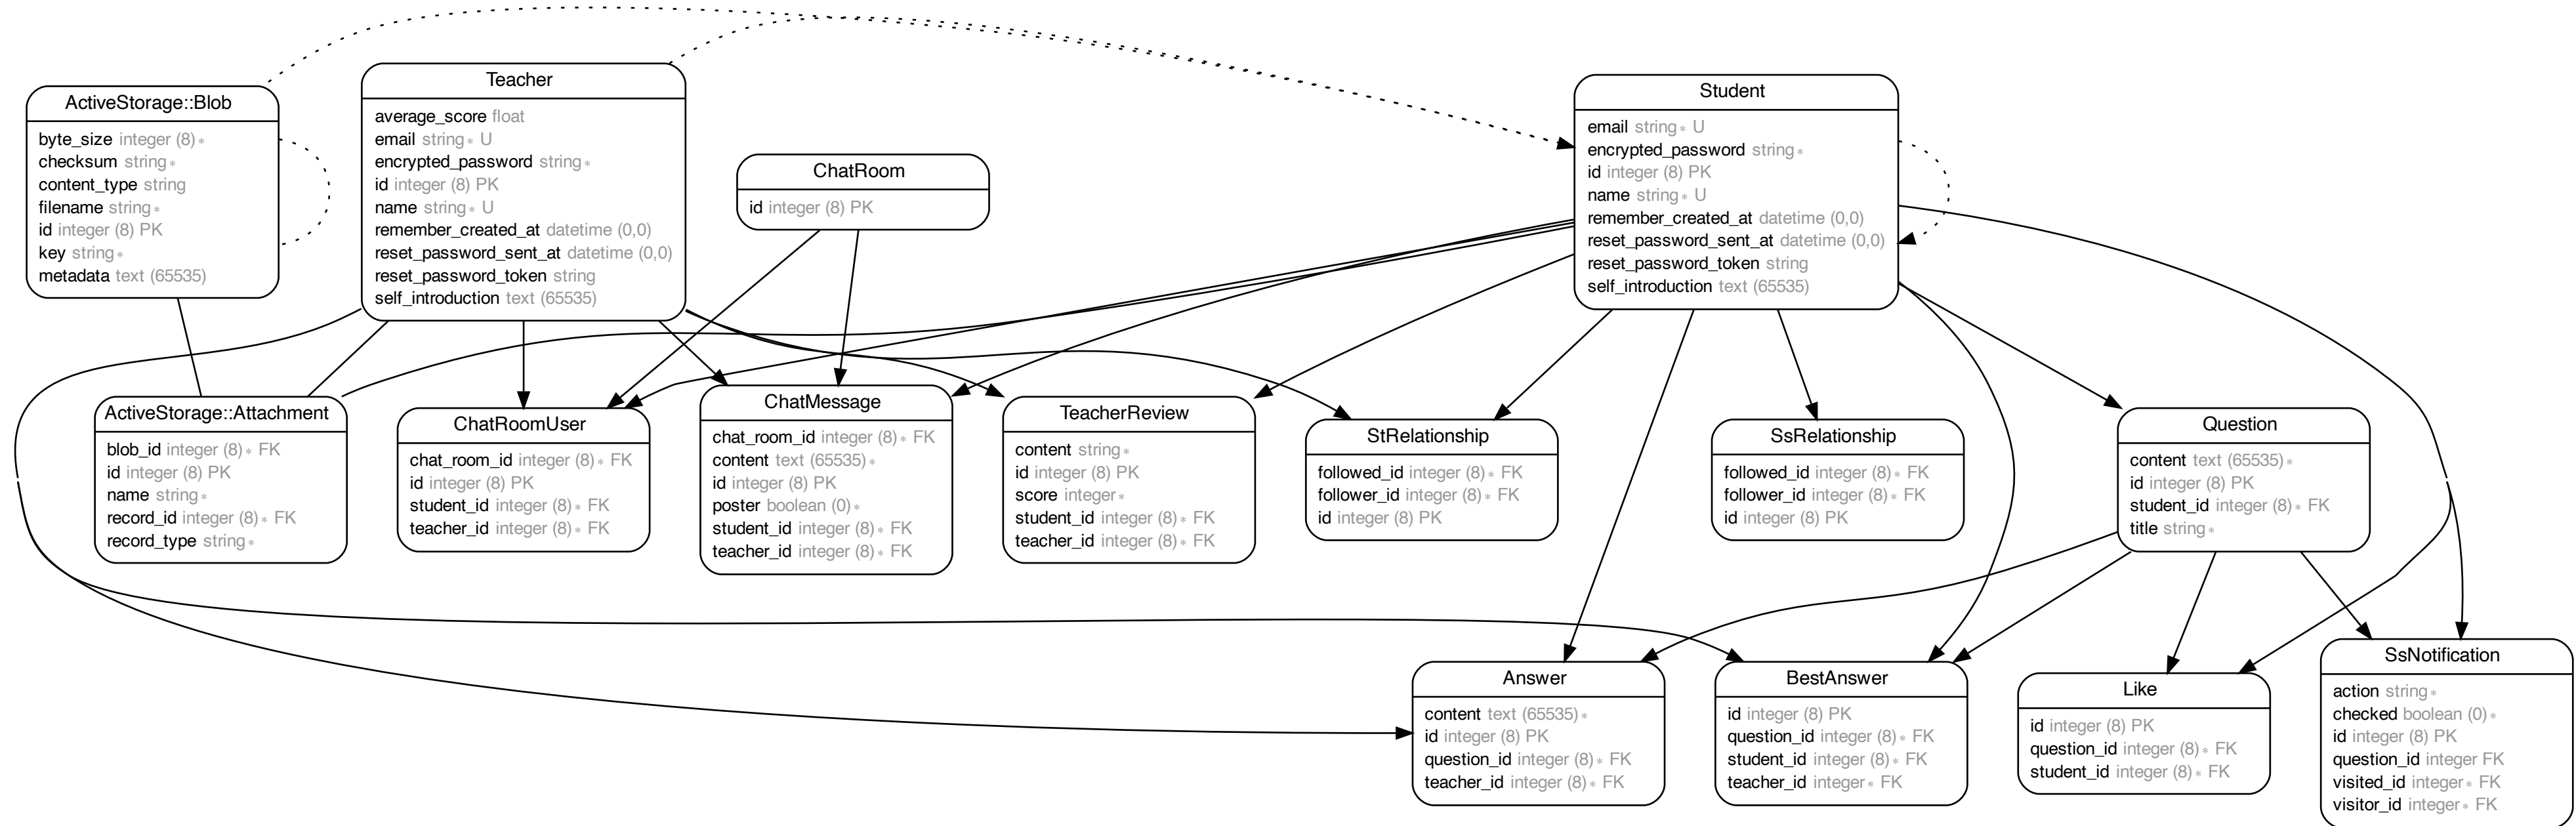 ActiveStorage::Blob
byte_size integer (8) *
checksum string *
content_type string
filename string *
id integer (8) PK
key string *
metadata text (65535)
Teacher
average_score float
email string * U
encrypted_password string *
id integer (8) PK
name string * U
remember_created_at datetime (0,0)
reset_password_sent_at datetime (0,0)
reset_password_token string
self_introduction text (65535)
ChatRoom
id integer (8) PK
Student
email string * U
encrypted_password string *
id integer (8) PK
name string * U
remember_created_at datetime (0,0)
reset_password_sent_at datetime (0,0)
reset_password_token string
self_introduction text (65535)
ActiveStorage::Attachment
blob_id integer (8) * FK
id integer (8) PK
name string *
record_id integer (8) * FK
record_type string *
ChatRoomUser
chat_room_id integer (8) * FK
id integer (8) PK
student_id integer (8) * FK
teacher_id integer (8) * FK
ChatMessage
chat_room_id integer (8) * FK
content text (65535) *
id integer (8) PK
poster boolean (0) *
student_id integer (8) * FK
teacher_id integer (8) * FK
TeacherReview
content string *
id integer (8) PK
score integer *
student_id integer (8) * FK
teacher_id integer (8) * FK
StRelationship
followed_id integer (8) * FK
follower_id integer (8) * FK
id integer (8) PK
SsRelationship
followed_id integer (8) * FK
follower_id integer (8) * FK
id integer (8) PK
Question
content text (65535) *
id integer (8) PK
student_id integer (8) * FK
title string *
Answer
content text (65535) *
id integer (8) PK
question_id integer (8) * FK
teacher_id integer (8) * FK
BestAnswer
id integer (8) PK
question_id integer (8) * FK
student_id integer (8) * FK
teacher_id integer * FK
Like
id integer (8) PK
question_id integer (8) * FK
student_id integer (8) * FK
SsNotification
action string *
checked boolean (0) *
id integer (8) PK
question_id integer FK
visited_id integer * FK
visitor_id integer * FK